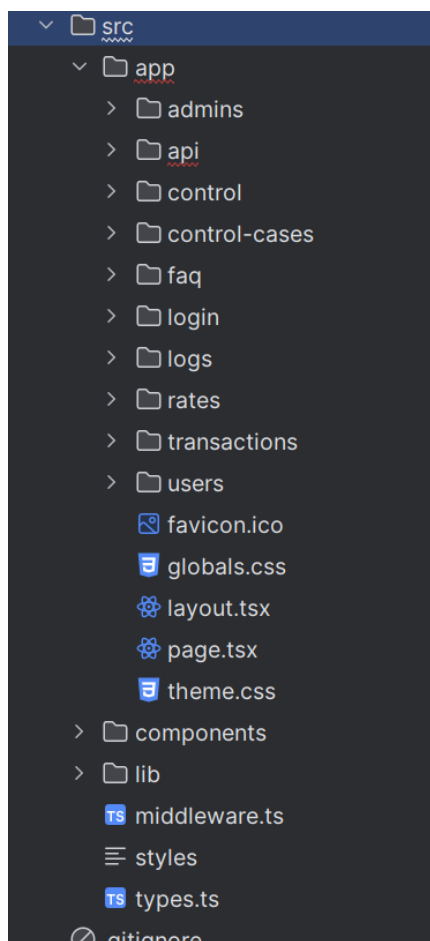 src
app
admins
api
control
control-cases
faq
login
logs
rates
transactions
users
favicon.ico
globals.css
layout.tsx
page.tsx
theme.css
components
lib
TS middleware.ts
styles
TS types.ts
.gitignore